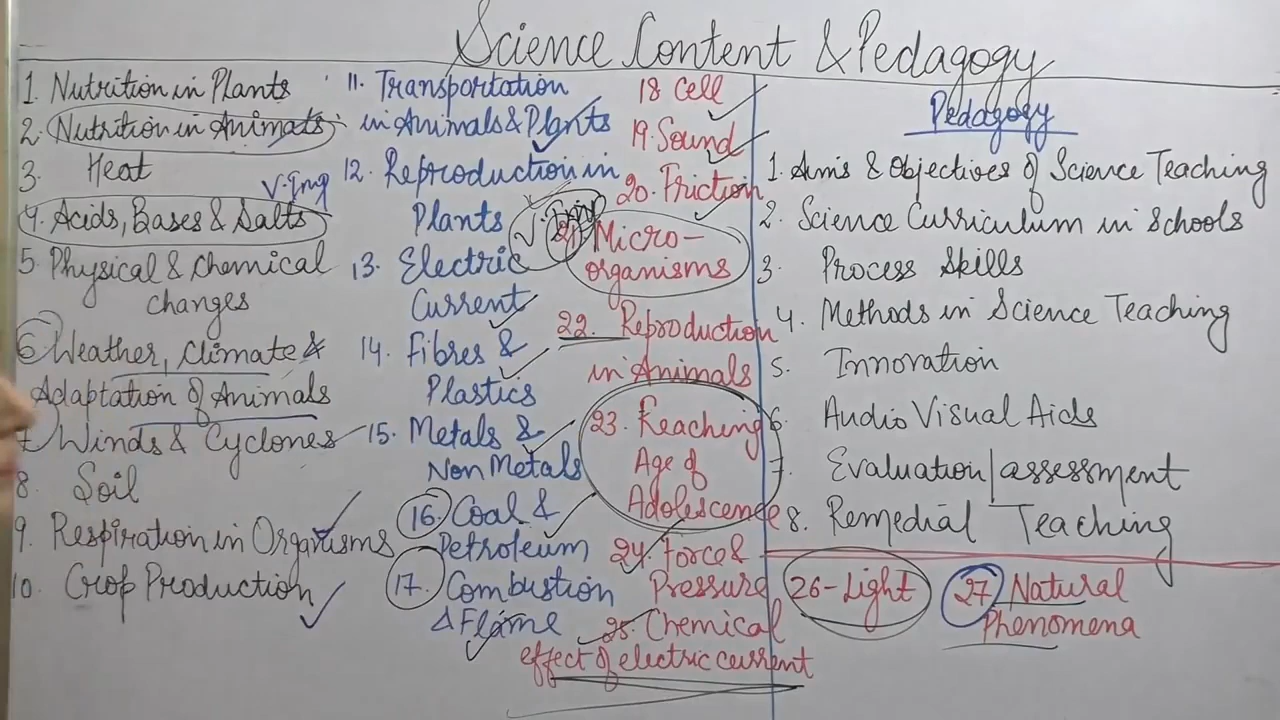 Science Content & Pedagogy
1. Nutrition in Plants
2. Nutrition in Animals
3. Heat
V. Imp
4. Acids, Bases & Salts
5. Physical & Chemical
changes
6. Weather, Climate &
Adaptation of Animals
7. Winds & Cyclones
8. Soil
9. Respiration in Organisms
10. Crop Production
11. Transportation
in Animals & Plants
12. Reproduction in
Plants
13. Electric
Current
14. Fibres &
Plastics
15. Metals &
Non Metals
16. Coal &
Petroleum
17. Combustion
& Flame
18 Cell
19. Sound
20. Friction
21. Micro-
organisms
22. Reproduction
in Animals
23. Reaching
Age of
Adolescence
24. Force &
Pressure
25. Chemical
effect of electric current
Pedagogy
1. Aims & Objectives of Science Teaching
2. Science Curriculum in Schools
3. Process Skills
4. Methods in Science Teaching
5. Innovation
6. Audio Visual Aids
7. Evaluation/assessment
8. Remedial Teaching
26-Light
27 Natural
Phenomena